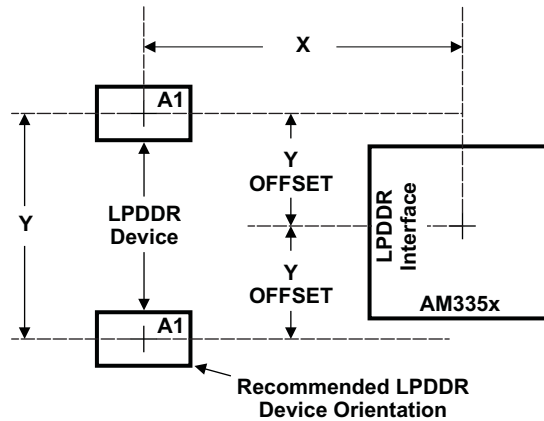 X
A1
Y
OFFSET
Y
LPDDR
Device
LPDDR
Interface
Y
OFFSET
AM335x
A1
Recommended LPDDR
Device Orientation